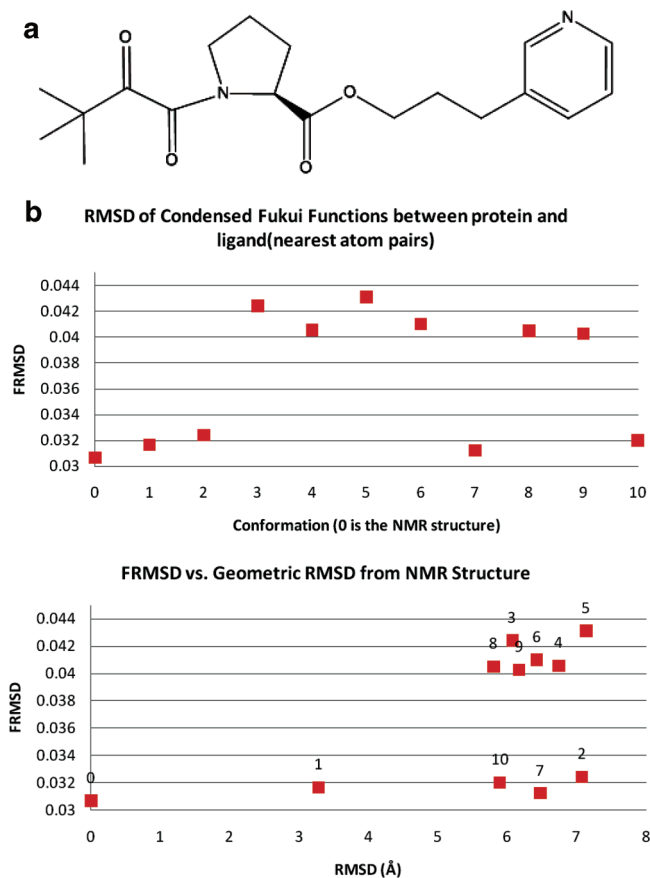 a
N
O
O
N
O
O
O
b
RMSD of Condensed Fukui Functions between protein and
ligand(nearest atom pairs)
0.044
0.042
0.04
0.038
0.036
0.034
0.032
0.03
FRMSD
0 1 2 3 4 5 6 7 8 9 10
Conformation (0 is the NMR structure)
FRMSD vs. Geometric RMSD from NMR Structure
0.044
0.042
0.04
0.038
0.036
0.034
0.032
0.03
FRMSD
5
3
8 9 6 4
0 1 10 7 2
0 1 2 3 4 5 6 7 8
RMSD (Å)